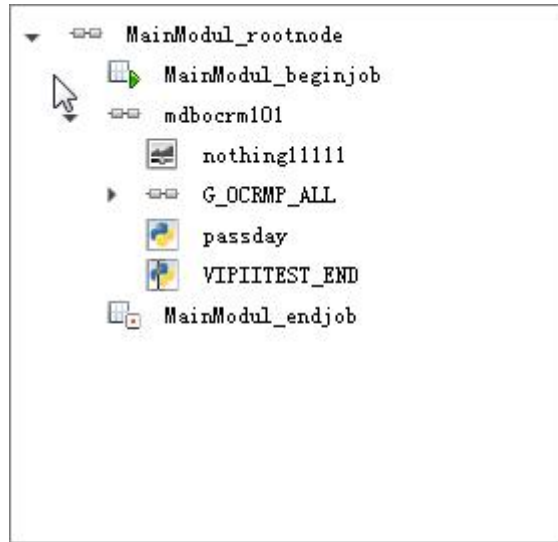 MainModul_rootnode
MainModul_beginjob
mdbocrm101
nothing11111
G_OCRMP_ALL
passday
VIPIITEST_END
MainModul_endjob